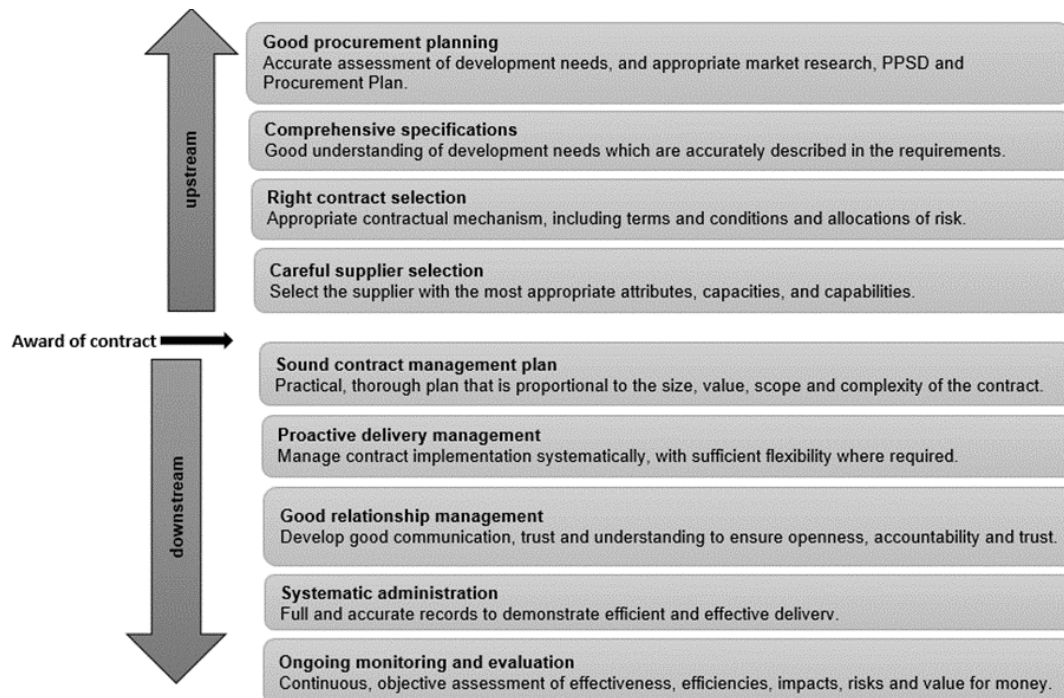 Good procurement planning
Accurate assessment of development needs, and appropriate market research, PPSD and
Procurement Plan.
Comprehensive specifications
Good understanding of development needs which are accurately described in the requirements.
upstream
Right contract selection
Appropriate contractual mechanism, including terms and conditions and allocations of risk.
Careful supplier selection
Select the supplier with the most appropriate attributes, capacities, and capabilities.
Award of contract
Sound contract management plan
Practical, thorough plan that is proportional to the size, value, scope and complexity of the contract.
Proactive delivery management
Manage contract implementation systematically, with sufficient flexibility where required.
downstream
Good relationship management
Develop good communication, trust and understanding to ensure openness, accountability and trust.
Systematic administration
Full and accurate records to demonstrate efficient and effective delivery.
Ongoing monitoring and evaluation
Continuous, objective assessment of effectiveness, efficiencies, impacts, risks and value for money.